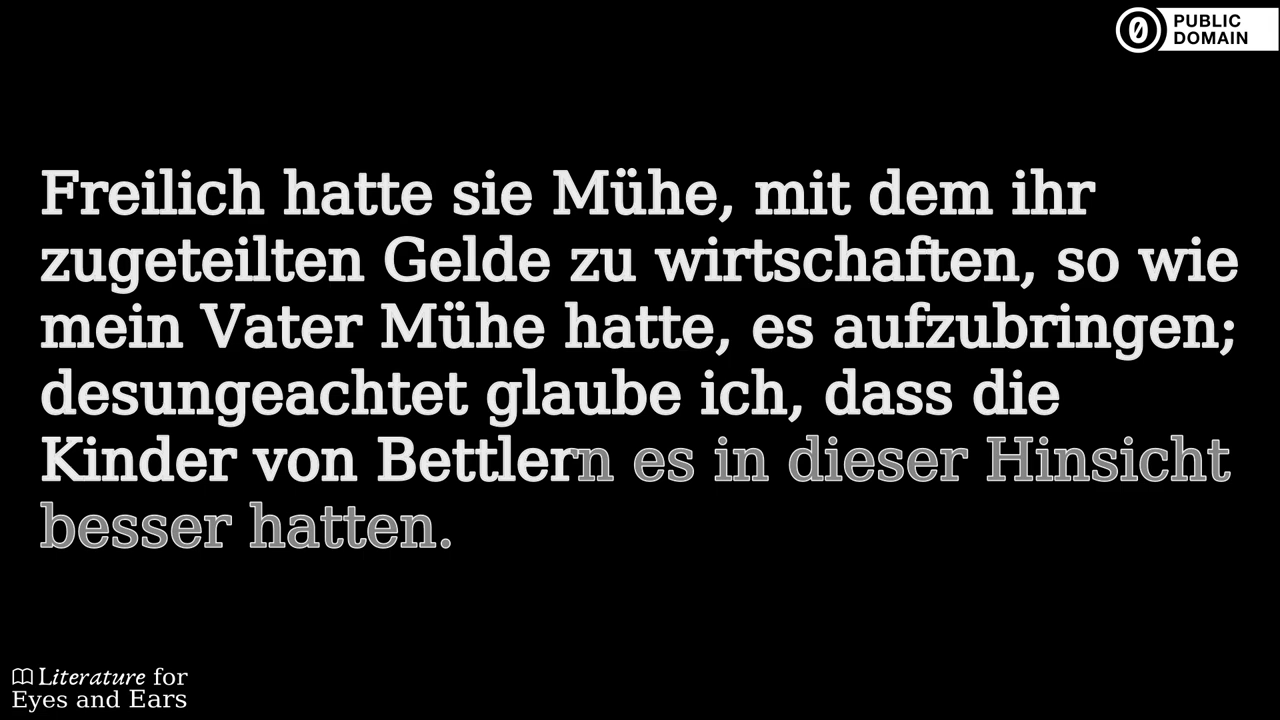 PUBLIC
DOMAIN
Freilich hatte sie Mühe, mit dem ihr
zugeteilten Gelde zu wirtschaften, so wie
mein Vater Mühe hatte, es aufzubringen;
desungeachtet glaube ich, dass die
Kinder von Bettlern es in dieser Hinsicht
besser hatten.
Literature for
Eyes and Ears